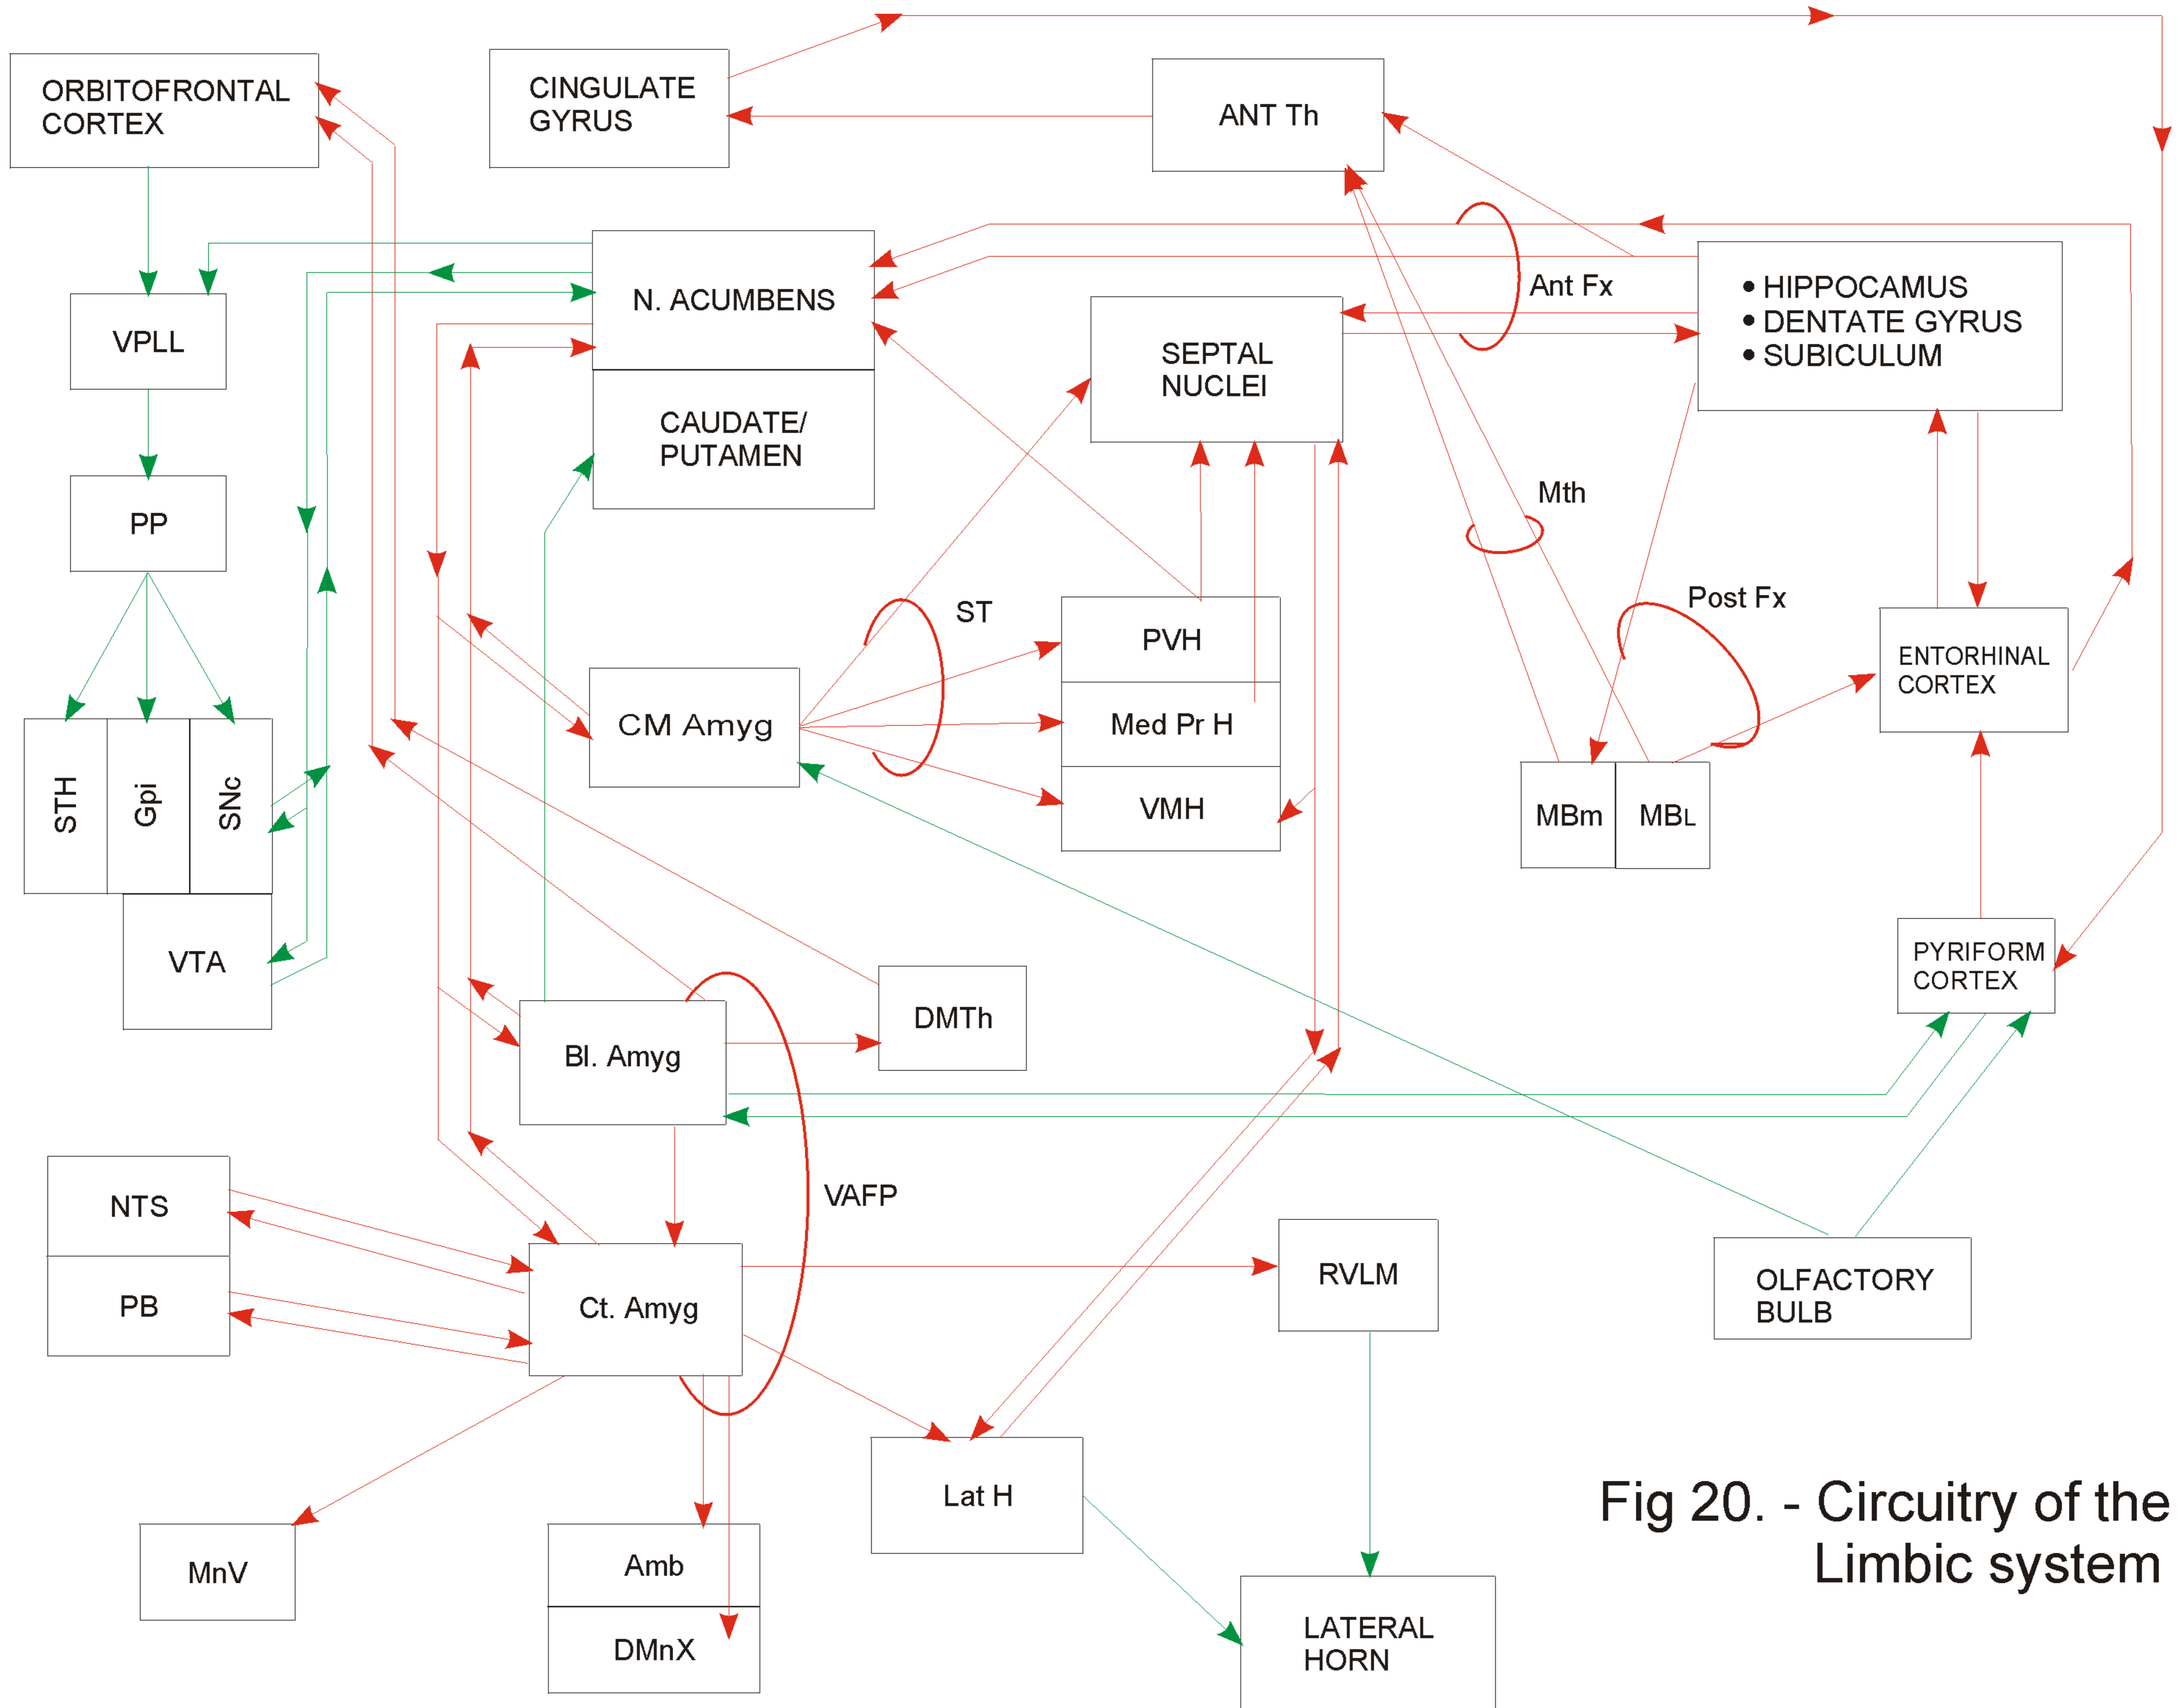 ORBITOFRONTAL
CORTEX
CINGULATE
GYRUS
ANT Th
N. ACUMBENS
Ant Fx
• HIPPOCAMUS
• DENTATE GYRUS
• SUBICULUM
VPLL
SEPTAL
NUCLEI
CAUDATE/
PUTAMEN
Mth
PP
ST
Post Fx
PVH
ENTORHINAL
CORTEX
CM Amyg
Med Pr H
STH
Gpi
SNc
VMH
MBm
MBL
VTA
PYRIFORM
CORTEX
DMTh
Bl. Amyg
NTS
VAFP
PB
Ct. Amyg
RVLM
OLFACTORY
BULB
Lat H
Fig 20. - Circuitry of the
Limbic system
MnV
Amb
DMnX
LATERAL
HORN